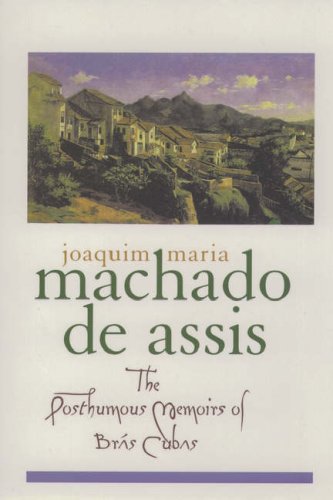 joaquim maria
machado
de assis
The
Posthumous Memoirs of
Brás Cubas